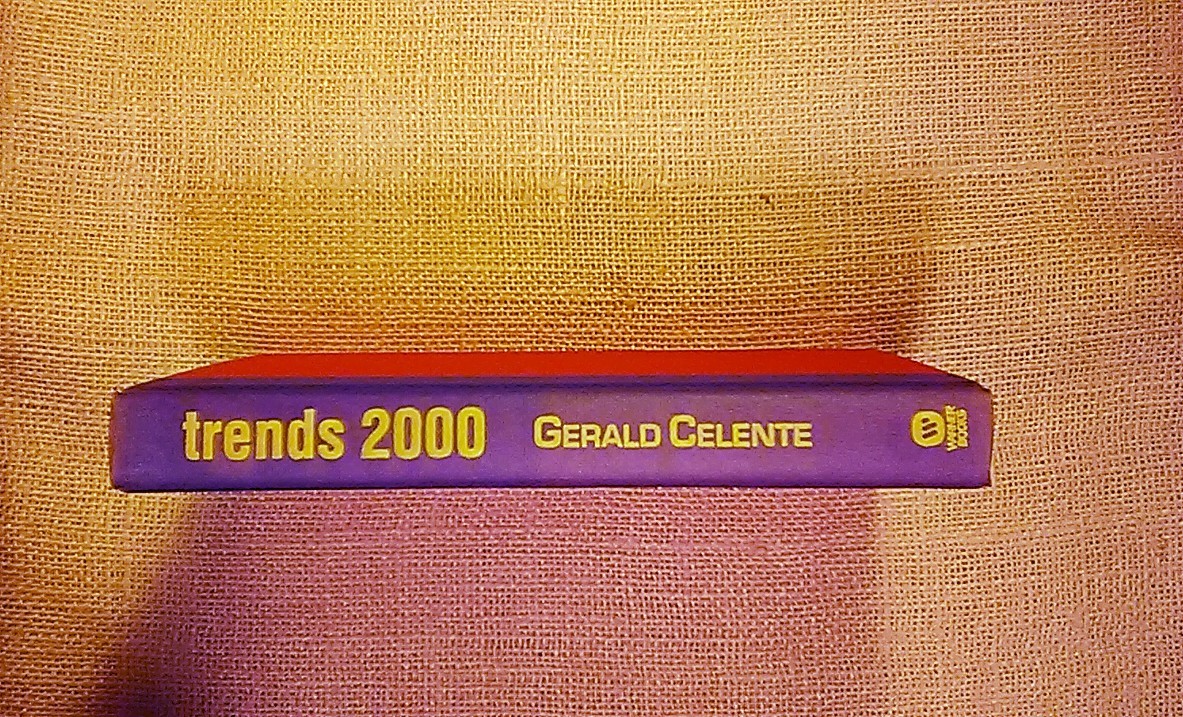 trends 2000 GERALD CELENTE
WARNER
BOOKS